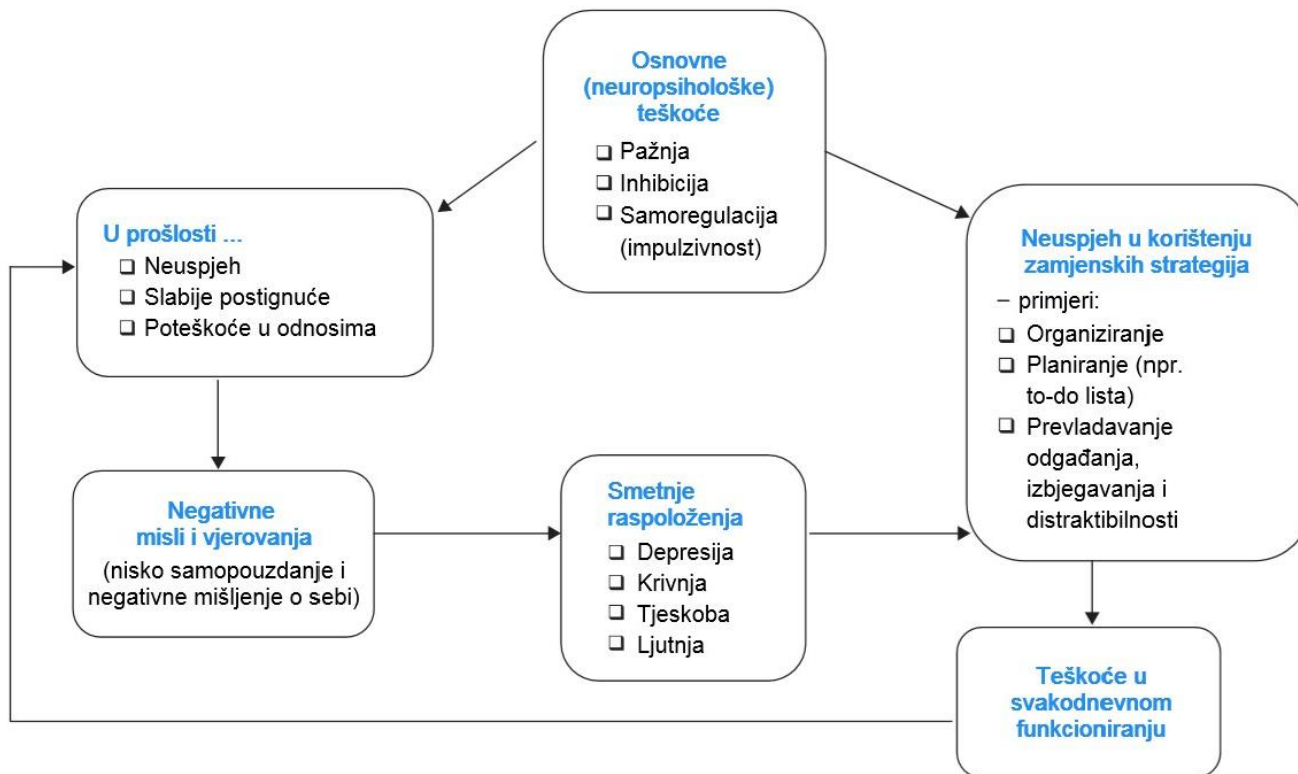 Osnovne
(neuropsihološke)
teškoće
❑ Pažnja
❑ Inhibicija
❑ Samoregulacija
(impulzivnost)
U prošlosti ...
❑ Neuspjeh
❑ Slabije postignuće
❑ Poteškoće u odnosima
Neuspjeh u korištenju
zamjenskih strategija
– primjeri:
❑ Organiziranje
❑ Planiranje (npr.
to-do lista)
❑ Prevladavanje
odgađanja,
izbjegavanja i
distraktibilnosti
Negativne
misli i vjerovanja
(nisko samopouzdanje i
negativne mišljenje o sebi)
Smetnje
raspoloženja
❑ Depresija
❑ Krivnja
❑ Tjeskoba
❑ Ljutnja
Teškoće u
svakodnevnom
funkcioniranju